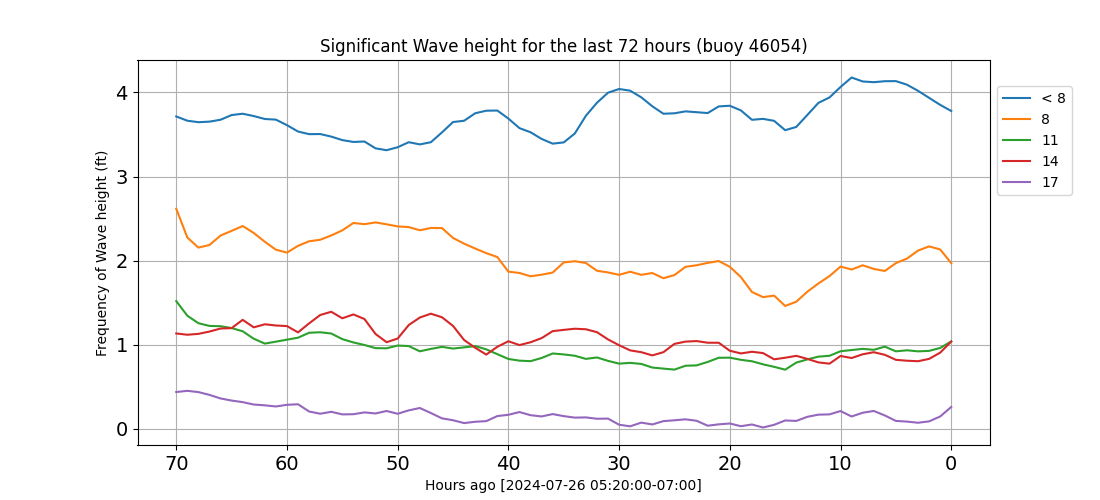 Significant Wave height for the last 72 hours (buoy 46054)
Frequency of Wave height (ft)
4
3
2
1
0
70 60 50 40 30 20 10 0
Hours ago [2024-07-26 05:20:00-07:00]
< 8
8
11
14
17